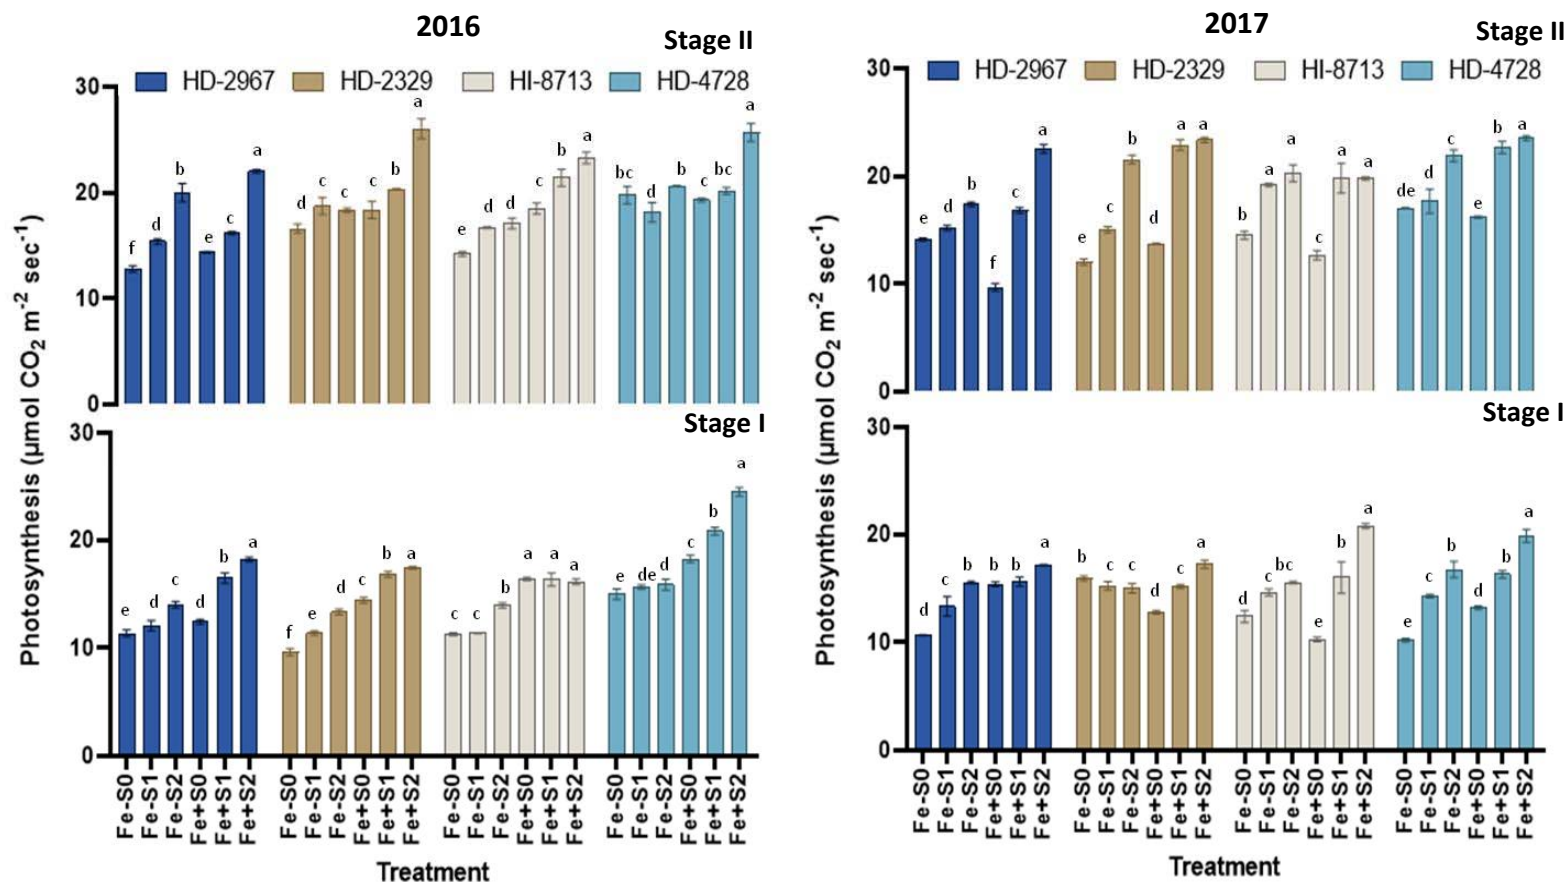 2016
Stage II
HD-2967 HD-2329 HI-8713 HD-4728
Photosynthesis (µmol CO2 m-2 sec-1)
30
20
10
0
f d b e c a
d c c c b a
e d d c b a
bc d b c bc a
Stage I
30
20
10
0
e d c d b a
f e d c b a
c c b a a a
e de d c b a
Fe-S0 Fe-S1 Fe-S2 Fe+S0 Fe+S1 Fe+S2
Fe-S0 Fe-S1 Fe-S2 Fe+S0 Fe+S1 Fe+S2
Fe-S0 Fe-S1 Fe-S2 Fe+S0 Fe+S1 Fe+S2
Fe-S0 Fe-S1 Fe-S2 Fe+S0 Fe+S1 Fe+S2
Treatment
2017
Stage II
HD-2967 HD-2329 HI-8713 HD-4728
Photosynthesis (µmol CO2 m-2 sec-1)
30
20
10
0
e d b f c a
e c b d a a
b a a c a a
de d c e b a
Stage I
30
20
10
0
d c b b b a
b c c d c a
d c bc e b a
e c b d b a
Fe-S0 Fe-S1 Fe-S2 Fe+S0 Fe+S1 Fe+S2
Fe-S0 Fe-S1 Fe-S2 Fe+S0 Fe+S1 Fe+S2
Fe-S0 Fe-S1 Fe-S2 Fe+S0 Fe+S1 Fe+S2
Fe-S0 Fe-S1 Fe-S2 Fe+S0 Fe+S1 Fe+S2
Treatment